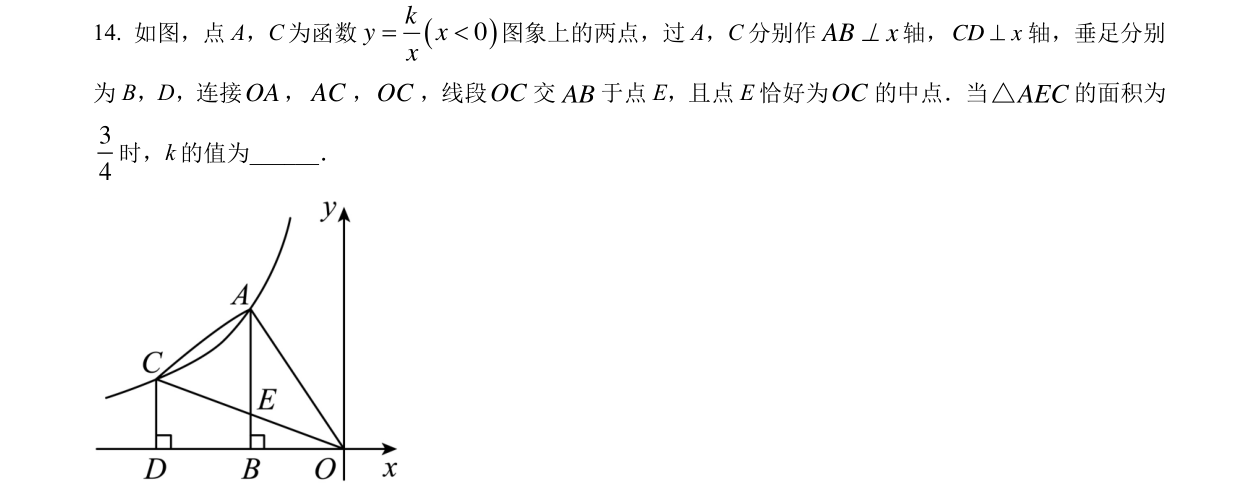 14. 如图，点 A，C 为函数 y = k/x (x < 0) 图象上的两点，过 A，C 分别作 AB ⊥ x 轴，CD ⊥ x 轴，垂足分别
为 B，D，连接 OA，AC，OC，线段 OC 交 AB 于点 E，且点 E 恰好为 OC 的中点．当 △AEC 的面积为
3/4 时，k 的值为______．
y
A
C
E
D B O x